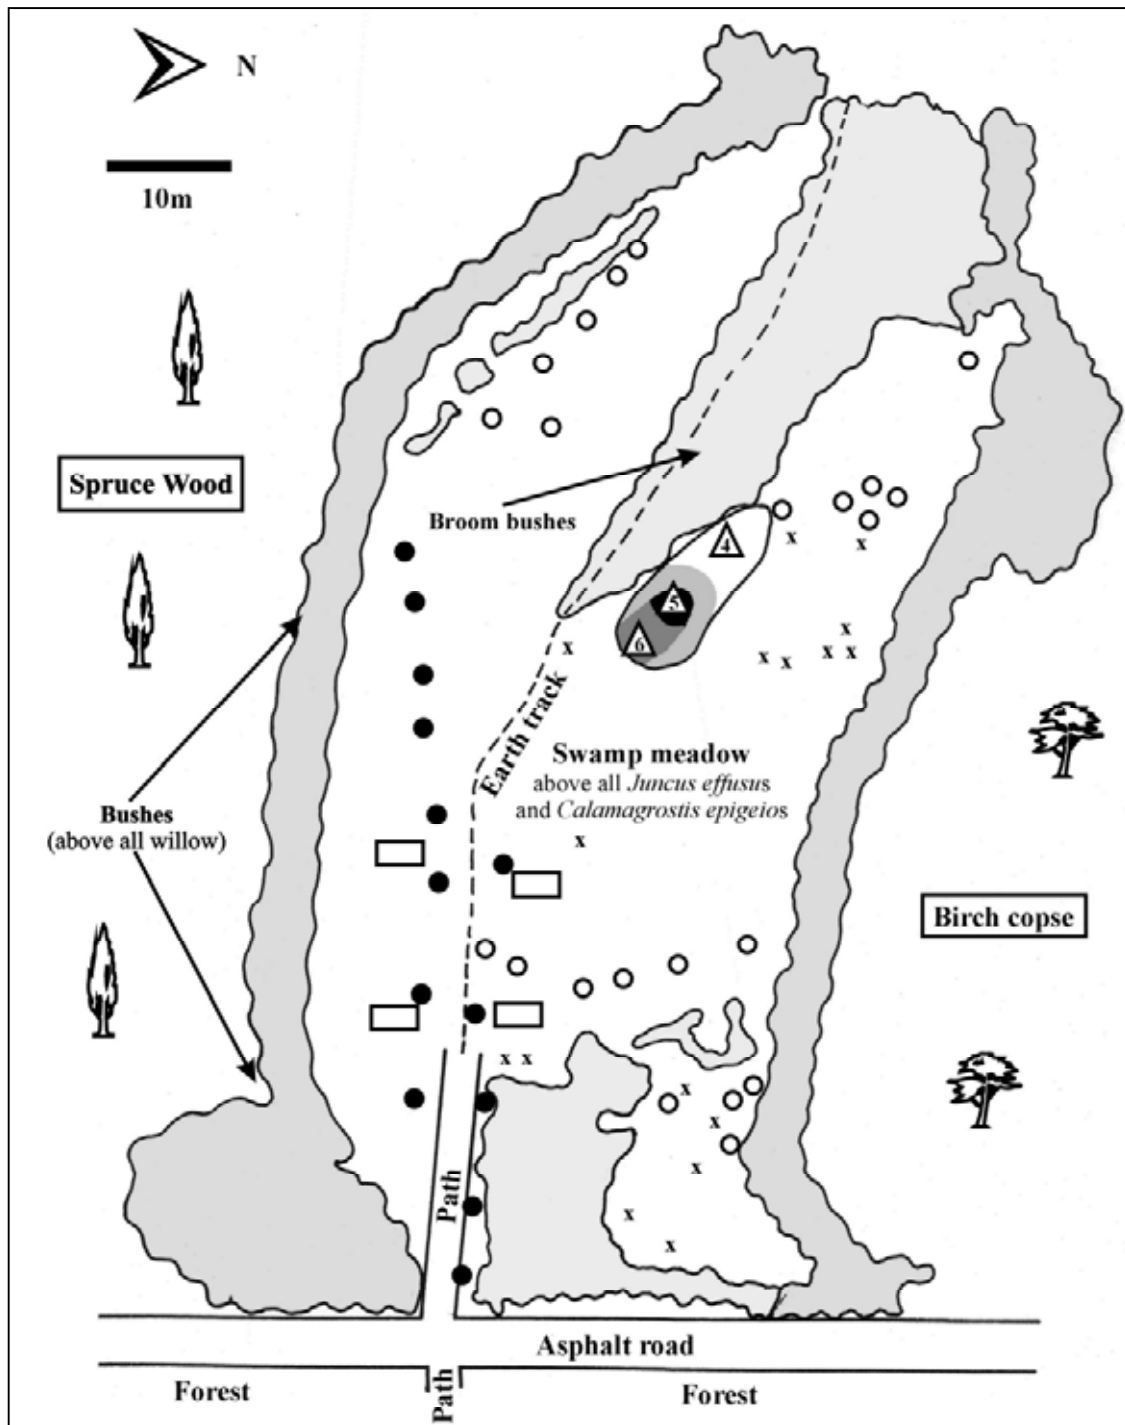 N
10m
Spruce Wood
Broom bushes
4
5
6
x
x
x
x
x
x
x
x
x
Earth track
Swamp meadow
above all Juncus effusus
and Calamagrostis epigeios
x
Bushes
(above all willow)
Birch copse
x x
x
x
x
x
x
Path
Asphalt road
Forest
Path
Forest